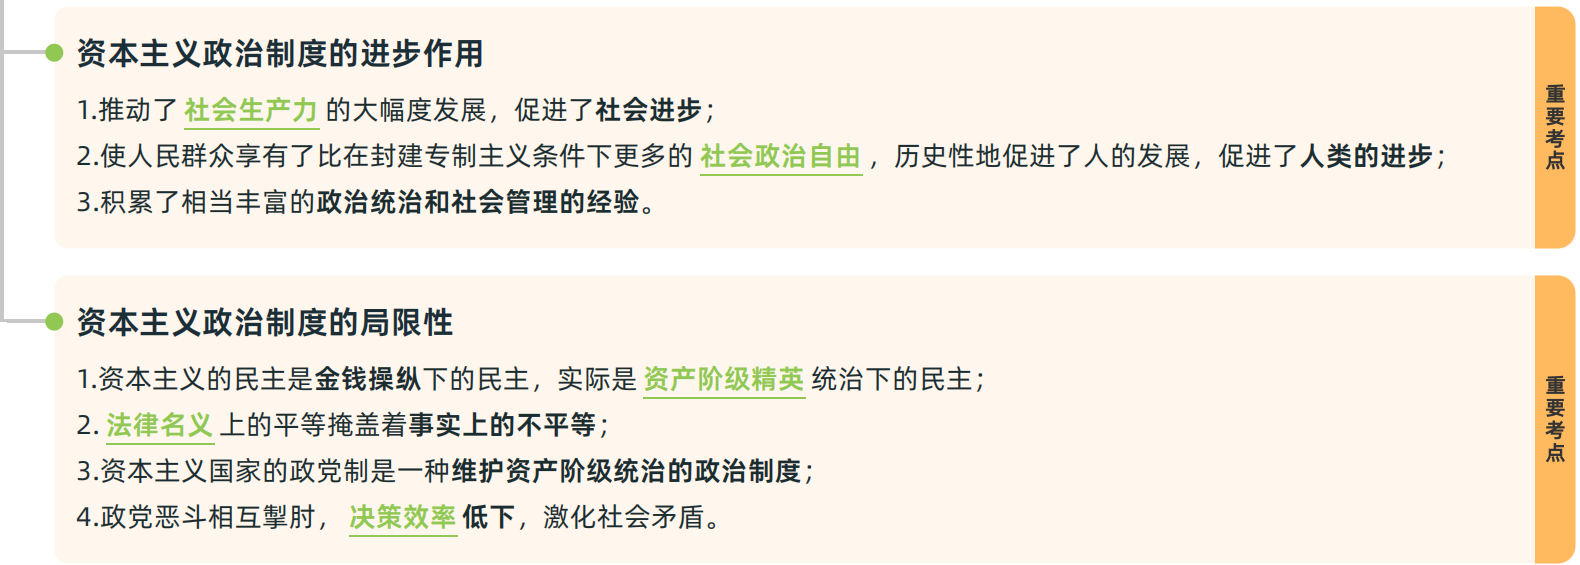 资本主义政治制度的进步作用
1.推动了 社会生产力 的大幅度发展，促进了社会进步；
2.使人民群众享有了比在封建专制主义条件下更多的 社会政治自由 ，历史性地促进了人的发展，促进了人类的进步；
3.积累了相当丰富的政治统治和社会管理的经验。
重要考点
资本主义政治制度的局限性
1.资本主义的民主是金钱操纵下的民主，实际是 资产阶级精英 统治下的民主；
2. 法律名义 上的平等掩盖着事实上的不平等；
3.资本主义国家的政党制是一种维护资产阶级统治的政治制度；
4.政党恶斗相互掣肘， 决策效率 低下，激化社会矛盾。
重要考点